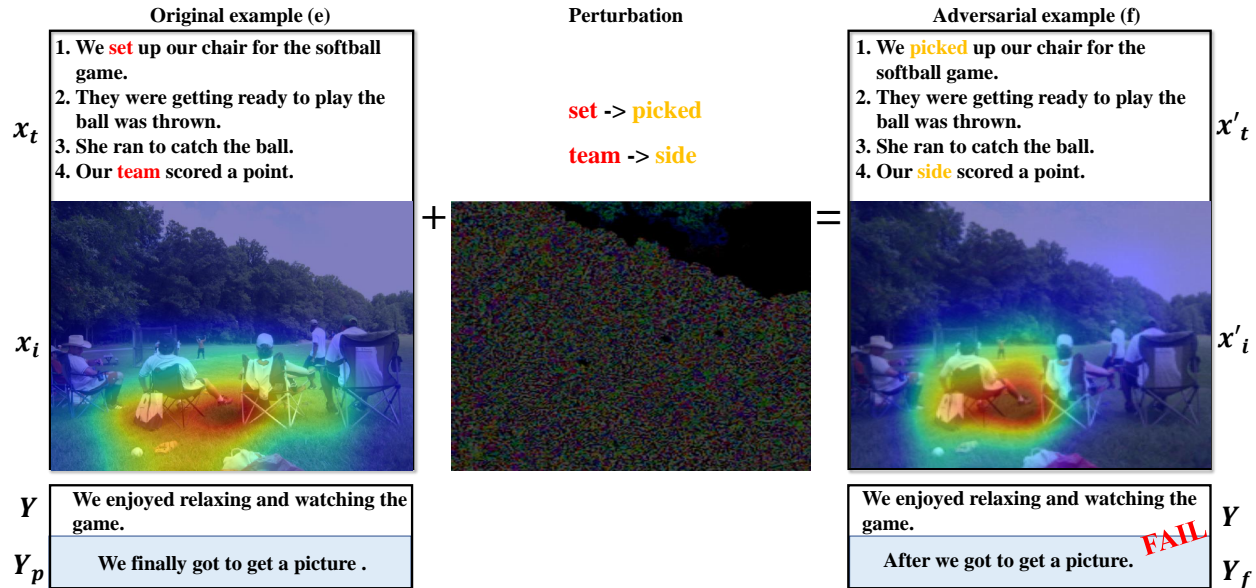 Original example (e)
1. We set up our chair for the softball
game.
2. They were getting ready to play the
ball was thrown.
3. She ran to catch the ball.
4. Our team scored a point.
x_t
x_i
Y
We enjoyed relaxing and watching the
game.
Y_p
We finally got to get a picture .
+
Perturbation
set -> picked
team -> side
=
Adversarial example (f)
1. We picked up our chair for the
softball game.
2. They were getting ready to play the
ball was thrown.
3. She ran to catch the ball.
4. Our side scored a point.
x'_t
x'_i
We enjoyed relaxing and watching the
game.
Y
FAIL
After we got to get a picture.
Y_f